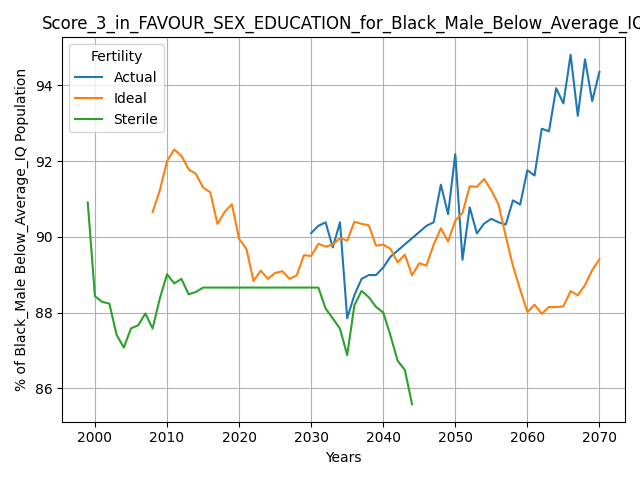 Score_3_in_FAVOUR_SEX_EDUCATION_for_Black_Male_Below_Average_IQ
Fertility
Actual
Ideal
Sterile
94
92
90
88
86
% of Black_Male Below_Average_IQ Population
2000 2010 2020 2030 2040 2050 2060 2070
Years